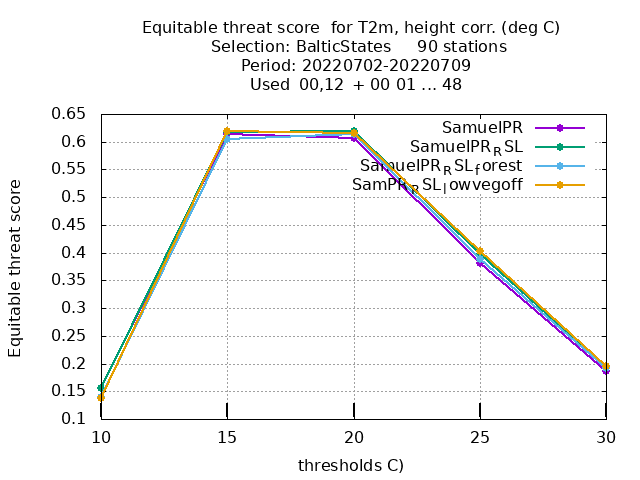 Equitable threat score  for T2m, height corr. (deg C)
Selection: BalticStates     90 stations
Period: 20220702-20220709
Used  00,12  + 00 01 ... 48
SamuelPR
SamuelPR_RSL
SamuelPR_RSL_forest
SamPR_RSL_lowvegoff
Equitable threat score
0.65
0.6
0.55
0.5
0.45
0.4
0.35
0.3
0.25
0.2
0.15
0.1
10 15 20 25 30
thresholds C)